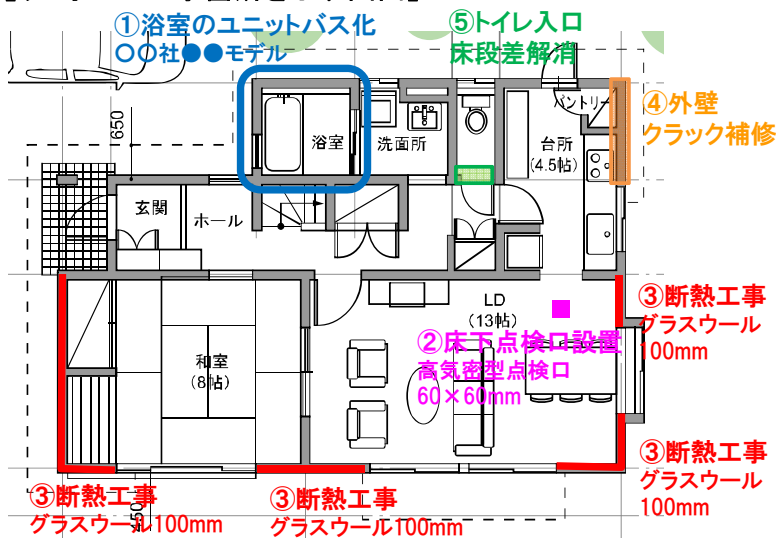 ①浴室のユニットバス化
〇〇社●●モデル
⑤トイレ入口
床段差解消
④外壁
クラック補修
650
浴室
洗面所
台所
(4.5帖)
パントリー
玄関
ホール
LD
(13帖)
②床下点検口設置
高気密型点検口
60×60mm
③断熱工事
グラスウール
100mm
和室
(8帖)
③断熱工事
グラスウール
100mm
③断熱工事
グラスウール100mm
③断熱工事
グラスウール100mm
450